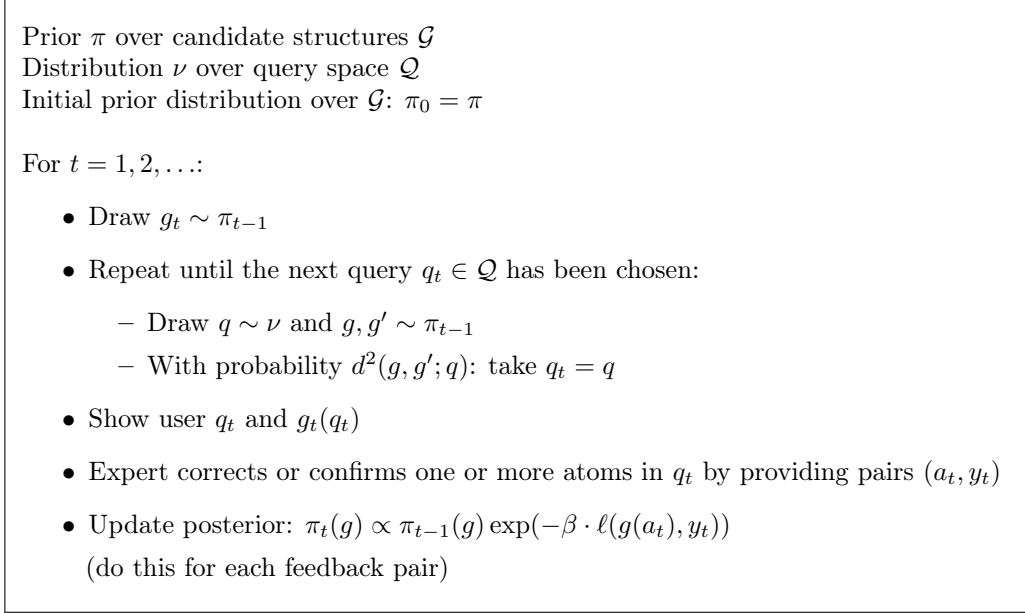 Prior π over candidate structures 𝒢
Distribution ν over query space 𝒬
Initial prior distribution over 𝒢: π₀ = π
For t = 1, 2, …:
• Draw gₜ ∼ πₜ₋₁
• Repeat until the next query qₜ ∈ 𝒬 has been chosen:
– Draw q ∼ ν and g, g′ ∼ πₜ₋₁
– With probability d²(g, g′; q): take qₜ = q
• Show user qₜ and gₜ(qₜ)
• Expert corrects or confirms one or more atoms in qₜ by providing pairs (aₜ, yₜ)
• Update posterior: πₜ(g) ∝ πₜ₋₁(g) exp(−β · ℓ(g(aₜ), yₜ))
(do this for each feedback pair)